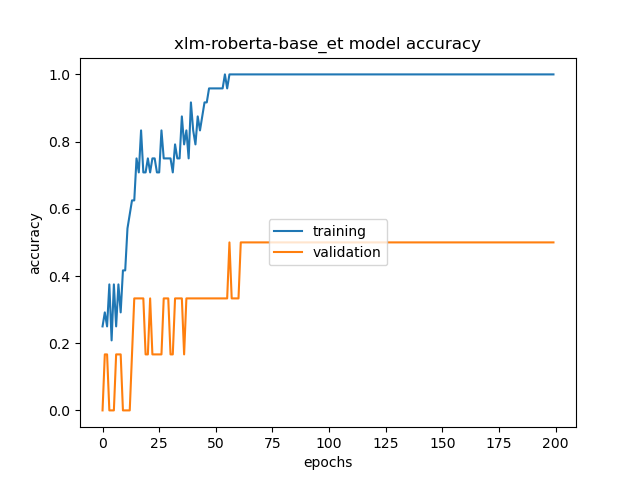 xlm-roberta-base_et model accuracy
1.0
0.8
0.6
0.4
0.2
0.0
accuracy
training
validation
0 25 50 75 100 125 150 175 200
epochs